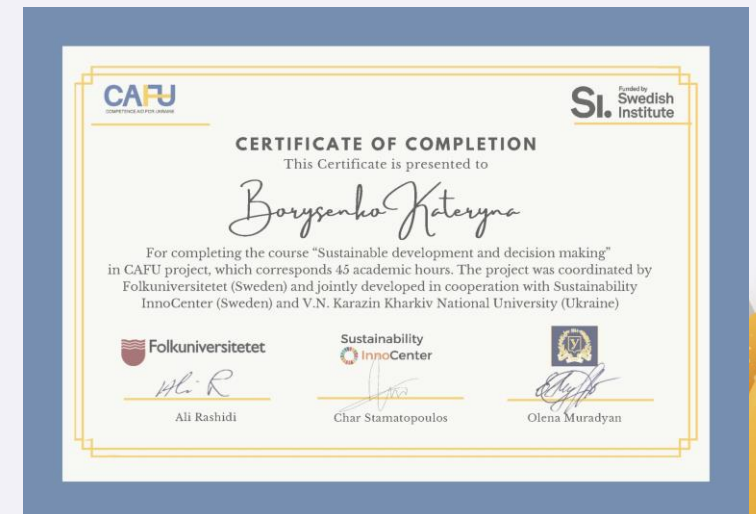 CAFU
COMPETENCE AID FOR UKRAINE
Funded by
SI. Swedish
Institute
CERTIFICATE OF COMPLETION
This Certificate is presented to
Borysenko Kateryna
For completing the course “Sustainable development and decision making”
in CAFU project, which corresponds 45 academic hours. The project was coordinated by
Folkuniversitetet (Sweden) and jointly developed in cooperation with Sustainability
InnoCenter (Sweden) and V.N. Karazin Kharkiv National University (Ukraine)
Folkuniversitetet
Sustainability
InnoCenter
Ali R
Ali Rashidi
Char Stamatopoulos
Olena Muradyan